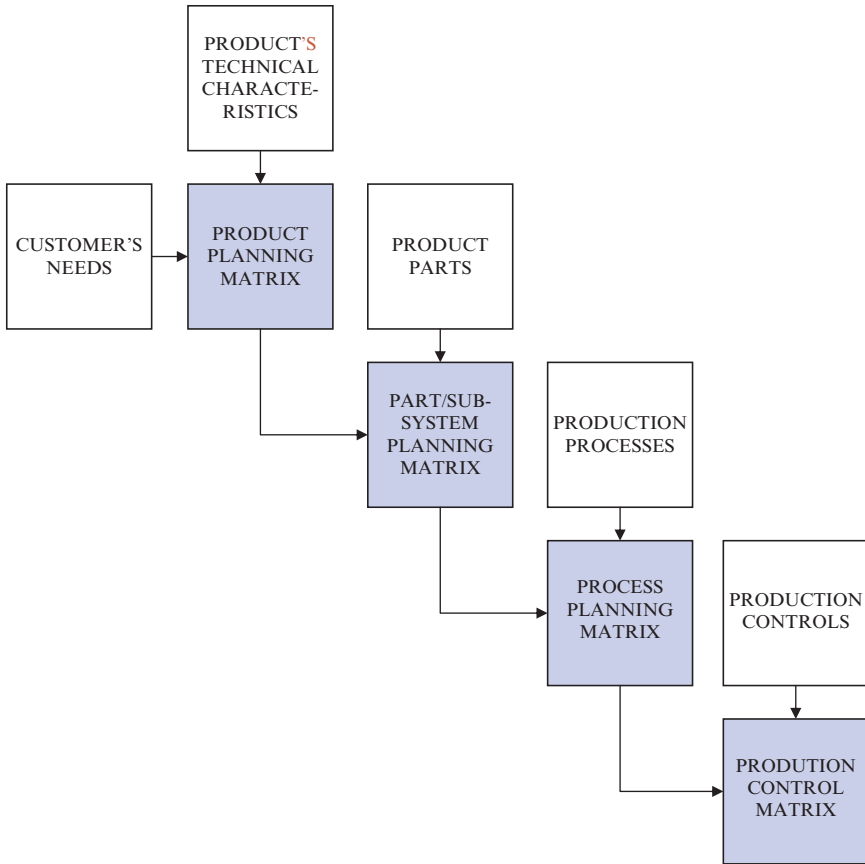 PRODUCT’S
TECHNICAL
CHARACTE-
RISTICS
CUSTOMER’S
NEEDS
PRODUCT
PLANNING
MATRIX
PRODUCT
PARTS
PART/SUB-
SYSTEM
PLANNING
MATRIX
PRODUCTION
PROCESSES
PROCESS
PLANNING
MATRIX
PRODUCTION
CONTROLS
PRODUTION
CONTROL
MATRIX